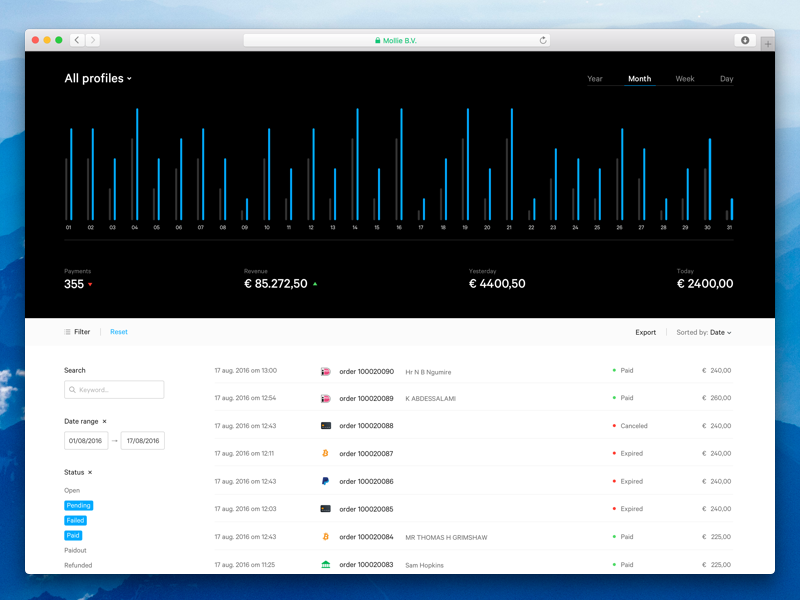 Mollie B.V.
All profiles
Year Month Week Day
01 02 03 04 05 06 07 08 09 10 11 12 13 14 15 16 17 18 19 20 21 22 23 24 25 26 27 28 29 30 31
Payments Revenue Yesterday Today
355 € 85.272,50 € 4400,50 € 2400,00
Filter Reset Export Sorted by: Date
Search
Keyword...
Date range ×
01/08/2016 → 17/08/2016
Status ×
Open
Pending
Failed
Paid
Paidout
Refunded
17 aug. 2016 om 13:00 order 100020090 Hr N B Ngumire Paid € 240,00
17 aug. 2016 om 12:54 order 100020089 K ABDESSALAMI Paid € 260,00
17 aug. 2016 om 12:43 order 100020088 Canceled € 240,00
17 aug. 2016 om 12:11 order 100020087 Expired € 240,00
17 aug. 2016 om 12:43 order 100020086 Expired € 240,00
17 aug. 2016 om 12:03 order 100020085 Expired € 240,00
17 aug. 2016 om 12:43 order 100020084 MR THOMAS H GRIMSHAW Paid € 225,00
17 aug. 2016 om 11:25 order 100020083 Sam Hopkins Paid € 225,00